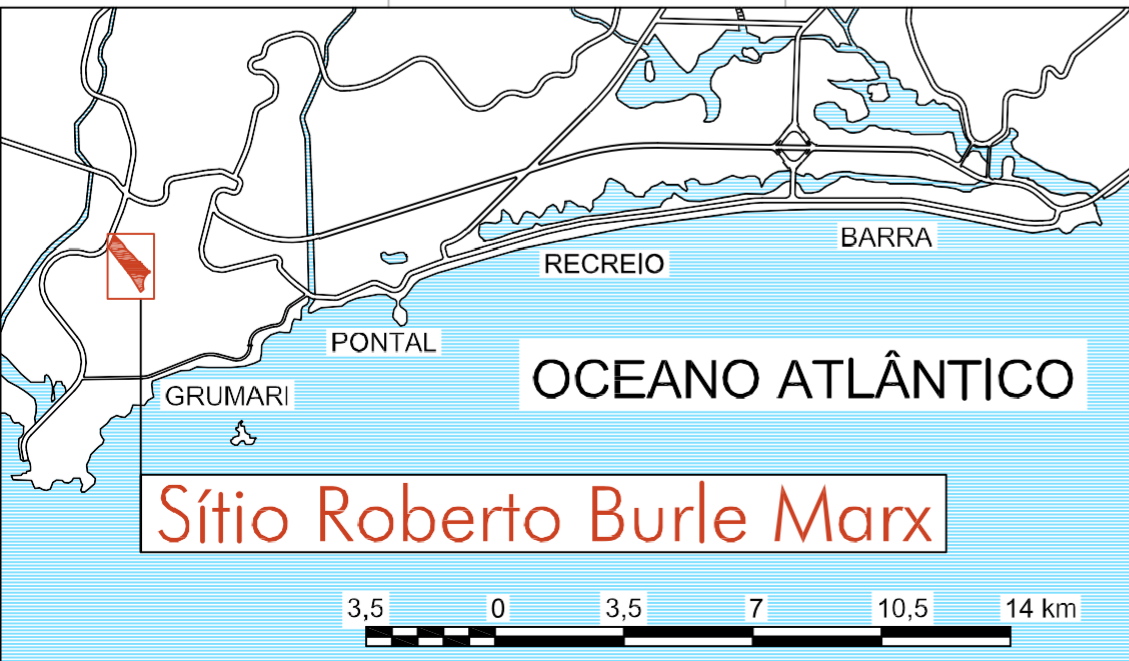 BARRA
RECREIO
PONTAL
OCEANO ATLÂNTICO
GRUMARI
Sítio Roberto Burle Marx
3,5 0 3,5 7 10,5 14 km